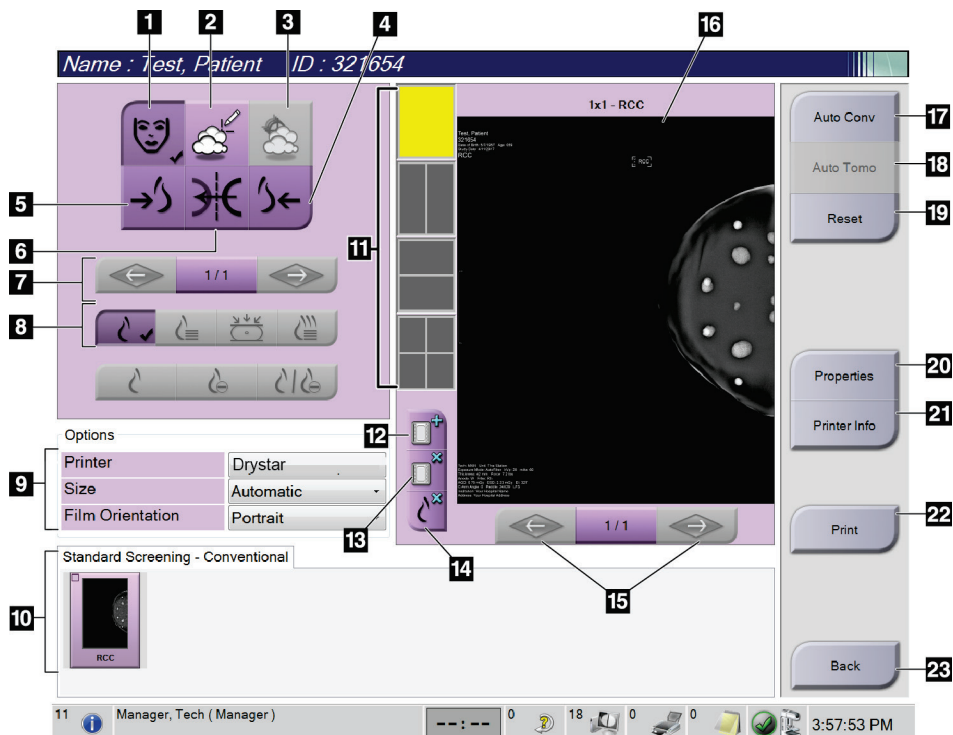 1 2 3 4
Name : Test, Patient ID : 321654
16
1x1 - RCC
Test, Patient
321654
RCC
RCC
Auto Conv 17
Auto Tomo 18
Reset 19
5
6
7
1 / 1
8
11
Properties 20
Printer Info 21
Options
12
9
Printer Drystar
Size Automatic
Film Orientation Portrait
13
14
1 / 1
15
Print 22
Standard Screening - Conventional
10
RCC
Back 23
11 Manager, Tech ( Manager ) --:-- 0 18 0 0 3:57:53 PM